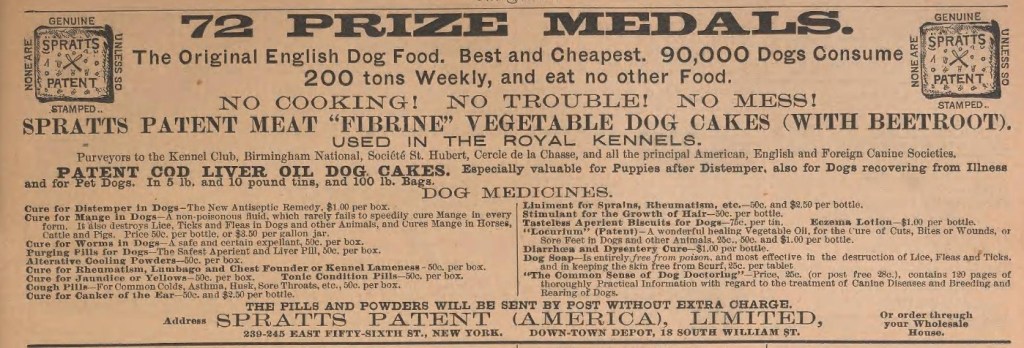 72 PRIZE MEDALS.
GENUINE
NONE ARE
SPRATTS
PATENT
UNLESS SO
STAMPED..
The Original English Dog Food. Best and Cheapest. 90,000 Dogs Consume
200 tons Weekly, and eat no other Food.
GENUINE
NONE ARE
SPRATTS
PATENT
UNLESS SO
STAMPED..
NO COOKING! NO TROUBLE! NO MESS!
SPRATTS PATENT MEAT "FIBRINE" VEGETABLE DOG CAKES (WITH BEETROOT).
USED IN THE ROYAL KENNELS.
Purveyors to the Kennel Club, Birmingham National, Société St. Hubert, Cercle de la Chasse, and all the principal American, English and Foreign Canine Societies.
PATENT COD LIVER OIL DOG CAKES. Especially valuable for Puppies after Distemper, also for Dogs recovering from Illness
and for Pet Dogs. In 5 lb. and 10 pound tins, and 100 lb. Bags.
DOG MEDICINES.
Cure for Distemper in Dogs—The New Antiseptic Remedy, $1.00 per box.
Cure for Mange in Dogs—A non-poisonous fluid, which rarely fails to speedily cure Mange in every
form. It also destroys Lice, Ticks and Fleas in Dogs and other Animals, and Cures Mange in Horses,
Cattle and Pigs. Price 50c. per bottle, or $3.50 per gallon jar.
Cure for Worms in Dogs—A safe and certain expellant, 50c. per box.
Purging Pills for Dogs—The Safest Aperient and Liver Pill, 50c. per box.
Alterative Cooling Powders—50c. per box.
Cure for Rheumatism, Lumbago and Chest Founder or Kennel Lameness—50c. per box.
Cure for Jaundice or Yellows—50c. per box. Tonic Condition Pills—50c. per box.
Cough Pills—For Common Colds, Asthma, Husk, Sore Throats, etc., 50c. per box.
Cure for Canker of the Ear—50c. and $2.50 per bottle.
Liniment for Sprains, Rheumatism, etc.—50c. and $2.50 per bottle.
Stimulant for the Growth of Hair—50c. per bottle.
Tasteless Aperient Biscuits for Dogs—75c. per tin. Eczema Lotion—$1.00 per bottle.
"Locurium" (Patent)—A wonderful healing Vegetable Oil, for the Cure of Cuts, Bites or Wounds, or
Sore Feet in Dogs and other Animals, 25c., 50c. and $1.00 per bottle.
Diarrhœa and Dysentery Cure—$1.00 per bottle.
Dog Soap—Is entirely free from poison, and most effective in the destruction of Lice, Fleas and Ticks,
and in keeping the skin free from Scurf, 25c. per tablet
"The Common Sense of Dog Doctoring"—Price, 25c. (or post free 28c.), contains 129 pages of
thoroughly Practical Information with regard to the treatment of Canine Diseases and Breeding and
Rearing of Dogs.
THE PILLS AND POWDERS WILL BE SENT BY POST WITHOUT EXTRA CHARGE.
Address SPRATTS PATENT (AMERICA), LIMITED,
239-245 EAST FIFTY-SIXTH ST., NEW YORK. DOWN-TOWN DEPOT, 18 SOUTH WILLIAM ST.
Or order through
your Wholesale
House.